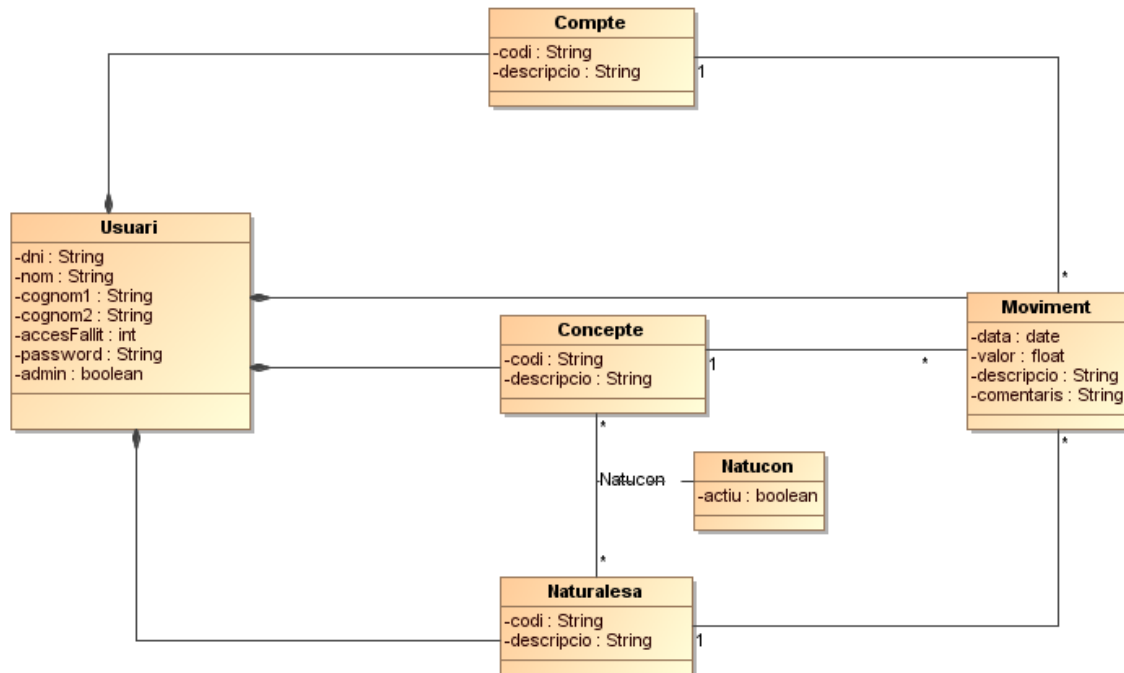 Compte
-codi : String
-descripcio : String
1
Usuari
-dni : String
-nom : String
-cognom1 : String
-cognom2 : String
-accesFallit : int
-password : String
-admin : boolean
*
Moviment
-data : date
-valor : float
-descripcio : String
-comentaris : String
Concepte
-codi : String
-descripcio : String
1
*
*
*
Natucon
Natucon
-actiu : boolean
*
Naturalesa
-codi : String
-descripcio : String
1